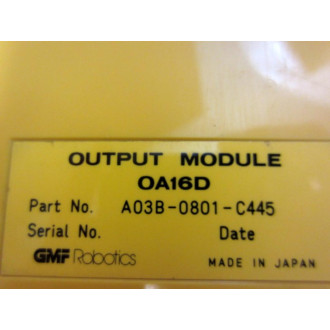 OUTPUT MODULE
OA16D
Part No. A03B-0801-C445
Serial No. Date
GMF Robotics MADE IN JAPAN